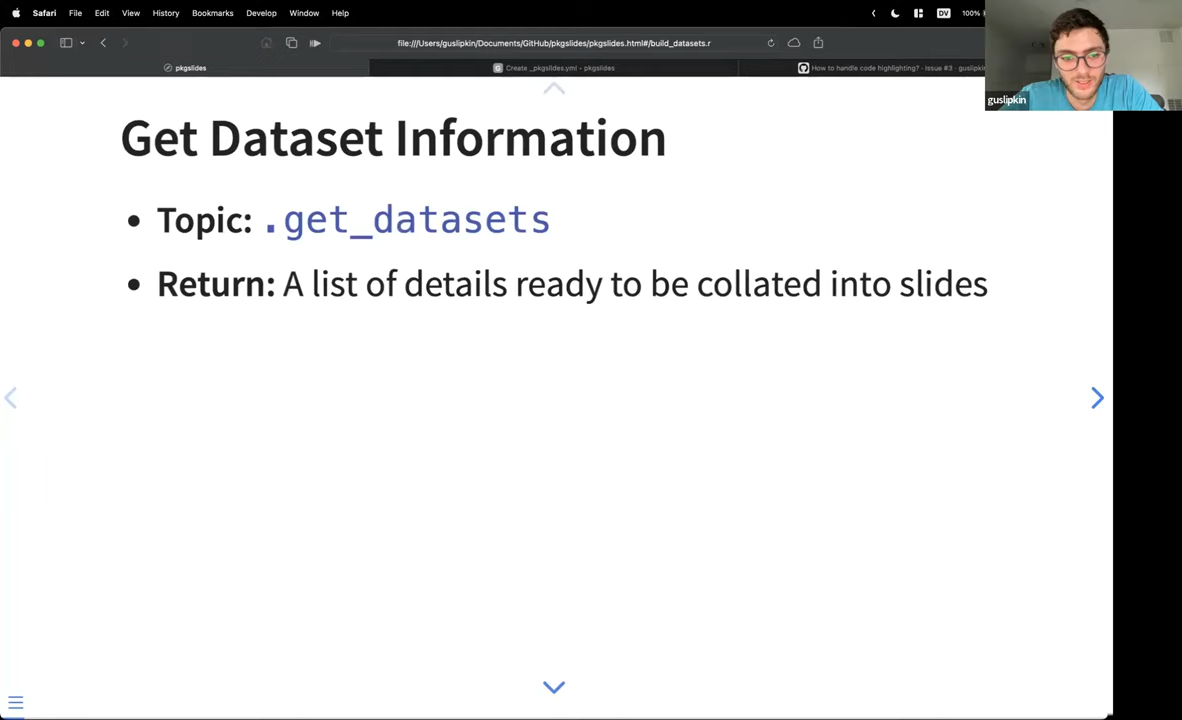 Safari File Edit View History Bookmarks Develop Window Help DV 100%
file:///Users/guslipkin/Documents/GitHub/pkgslides/pkgslides.html#/build_datasets.r
pkgslides
Create _pkgslides.yml - pkgslides
How to handle code highlighting? · Issue #3 · guslipkin
guslipkin
Get Dataset Information
• Topic: .get_datasets
• Return: A list of details ready to be collated into slides